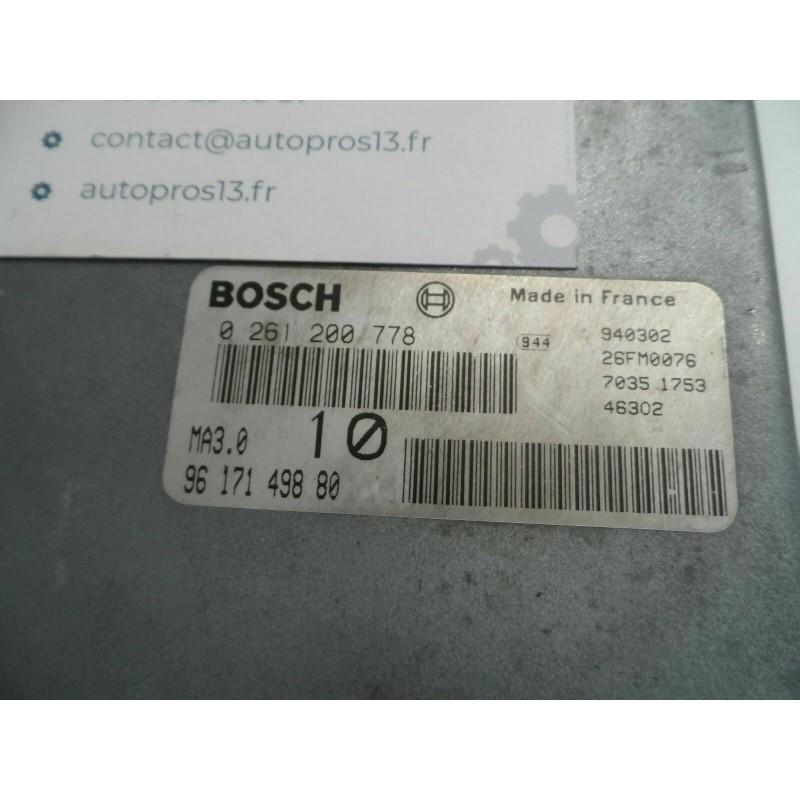 contact@autopros13.fr
autopros13.fr
BOSCH Made in France
0 261 200 778 944 940302
26FM0076
7035 1753
46302
MA3.0 10
96 171 498 80